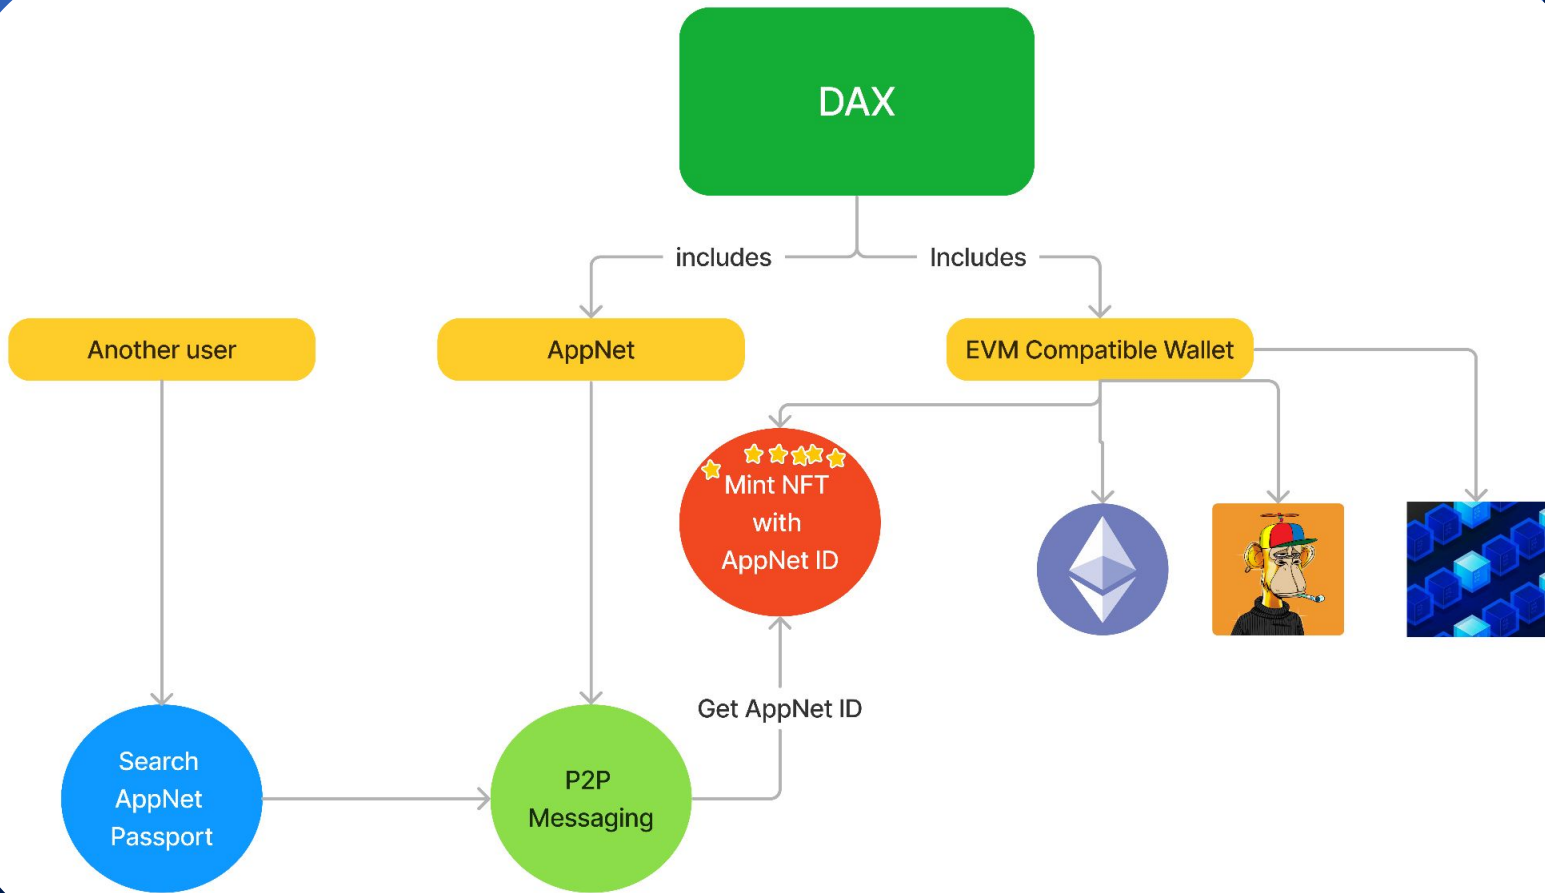 DAX
includes
Includes
Another user
AppNet
EVM Compatible Wallet
Mint NFT
with
AppNet ID
Get AppNet ID
Search
AppNet
Passport
P2P
Messaging